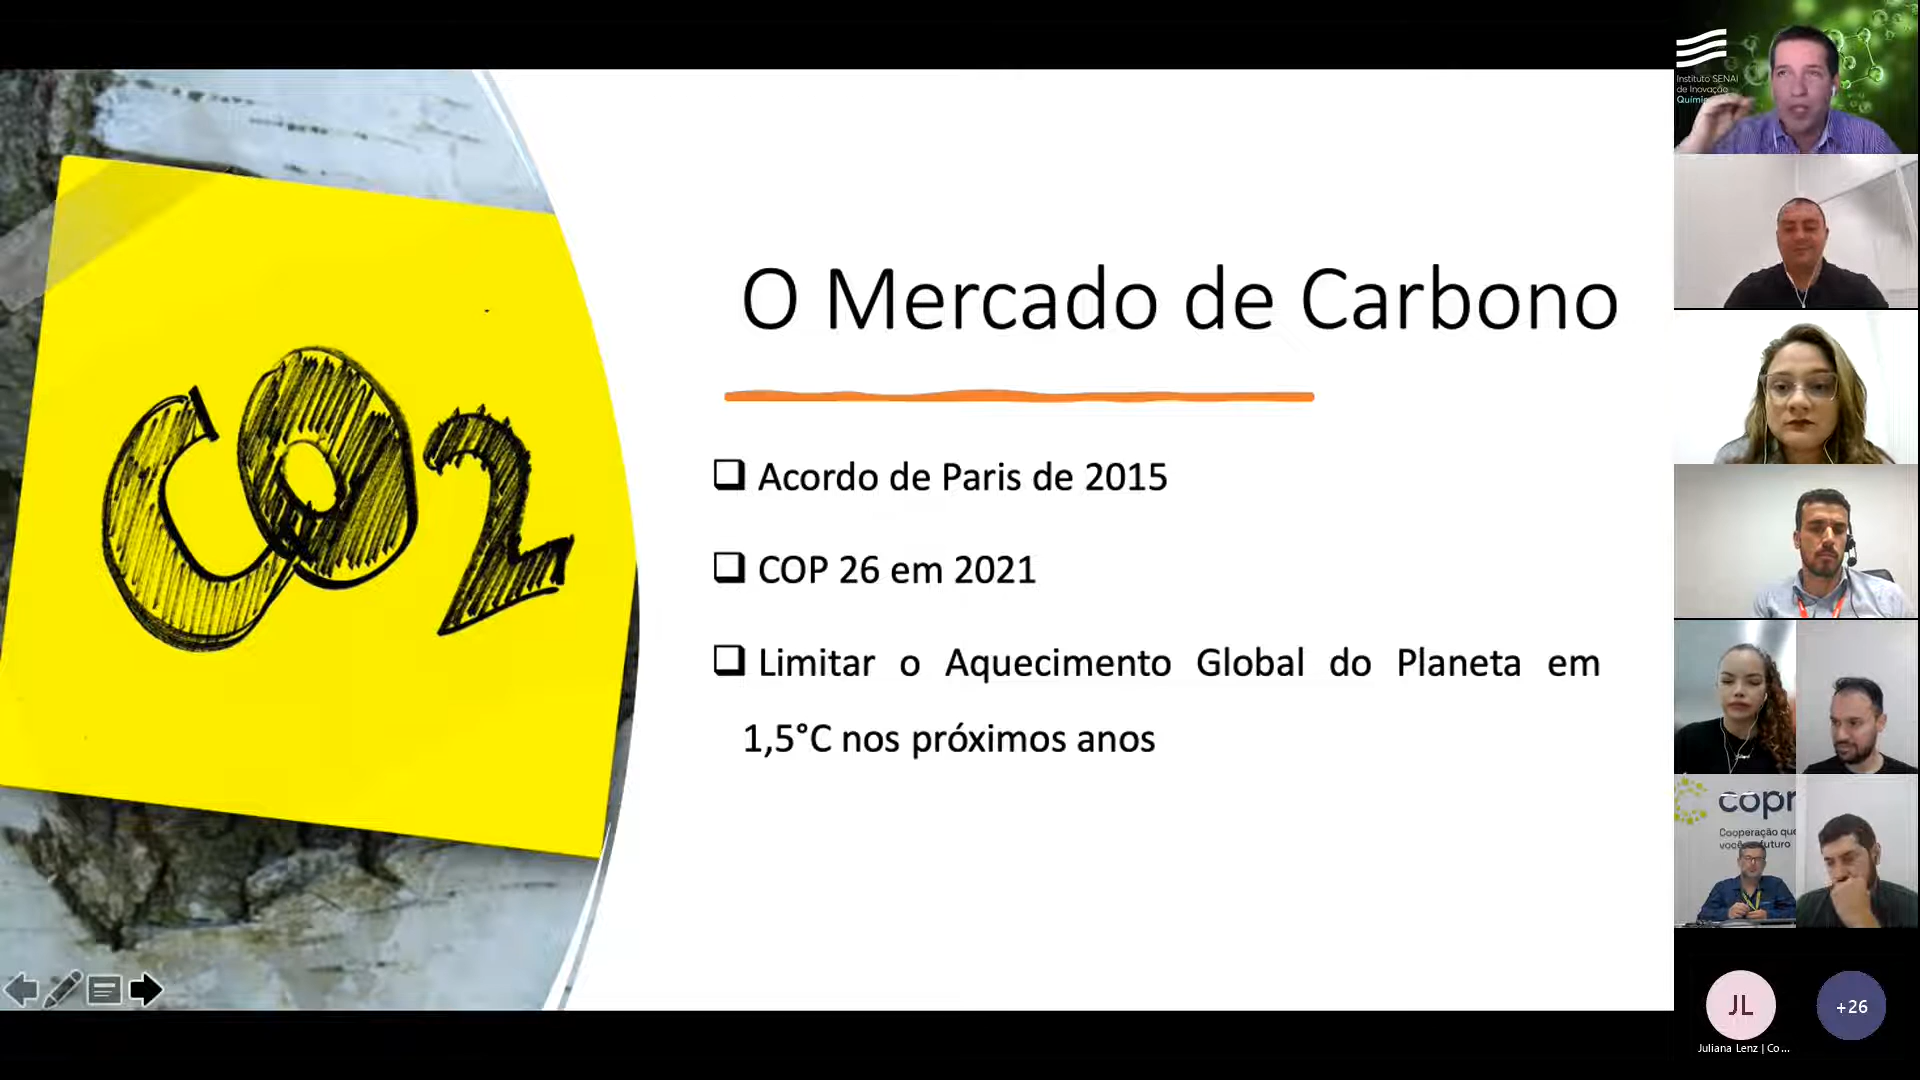 CO2
O Mercado de Carbono
❑ Acordo de Paris de 2015
❑ COP 26 em 2021
❑ Limitar o Aquecimento Global do Planeta em
1,5°C nos próximos anos
Instituto SENAI
de Inovação
copr
Cooperação que
futuro
JL
+26
Juliana Lenz | Co...